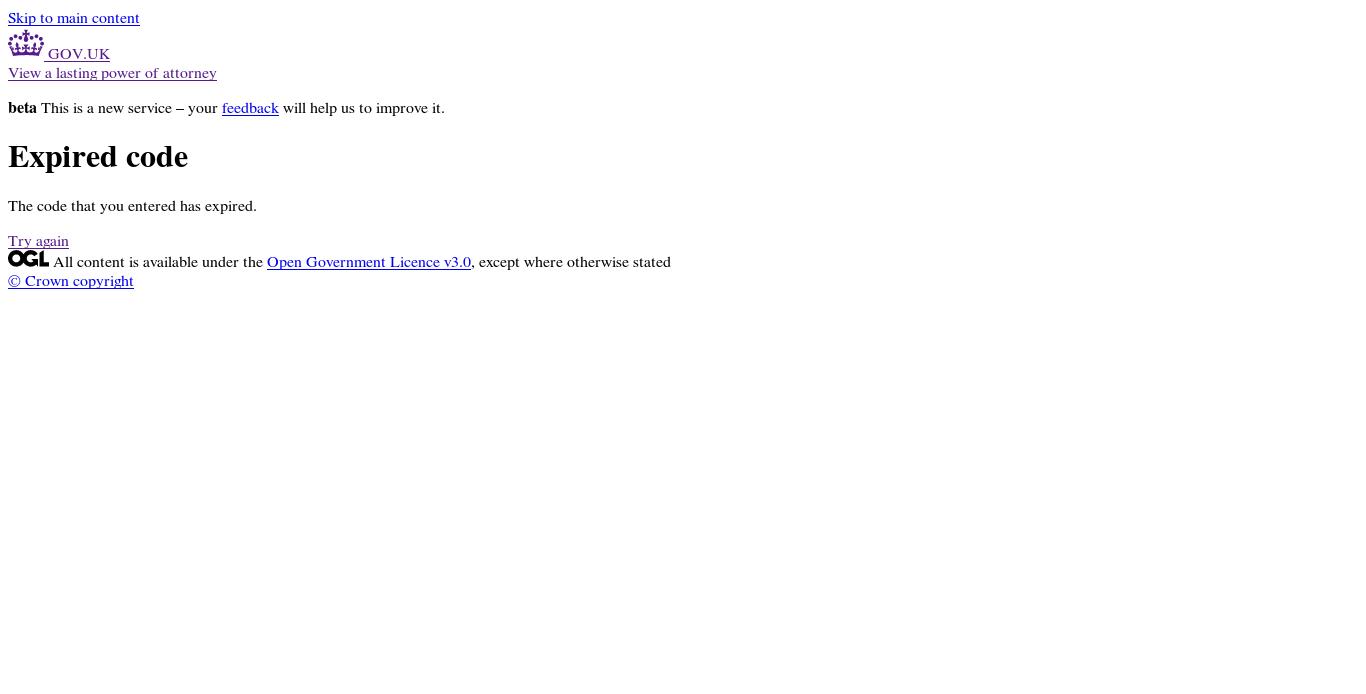 Skip to main content
GOV.UK
View a lasting power of attorney
beta This is a new service – your feedback will help us to improve it.
Expired code
The code that you entered has expired.
Try again
OGL All content is available under the Open Government Licence v3.0, except where otherwise stated
© Crown copyright